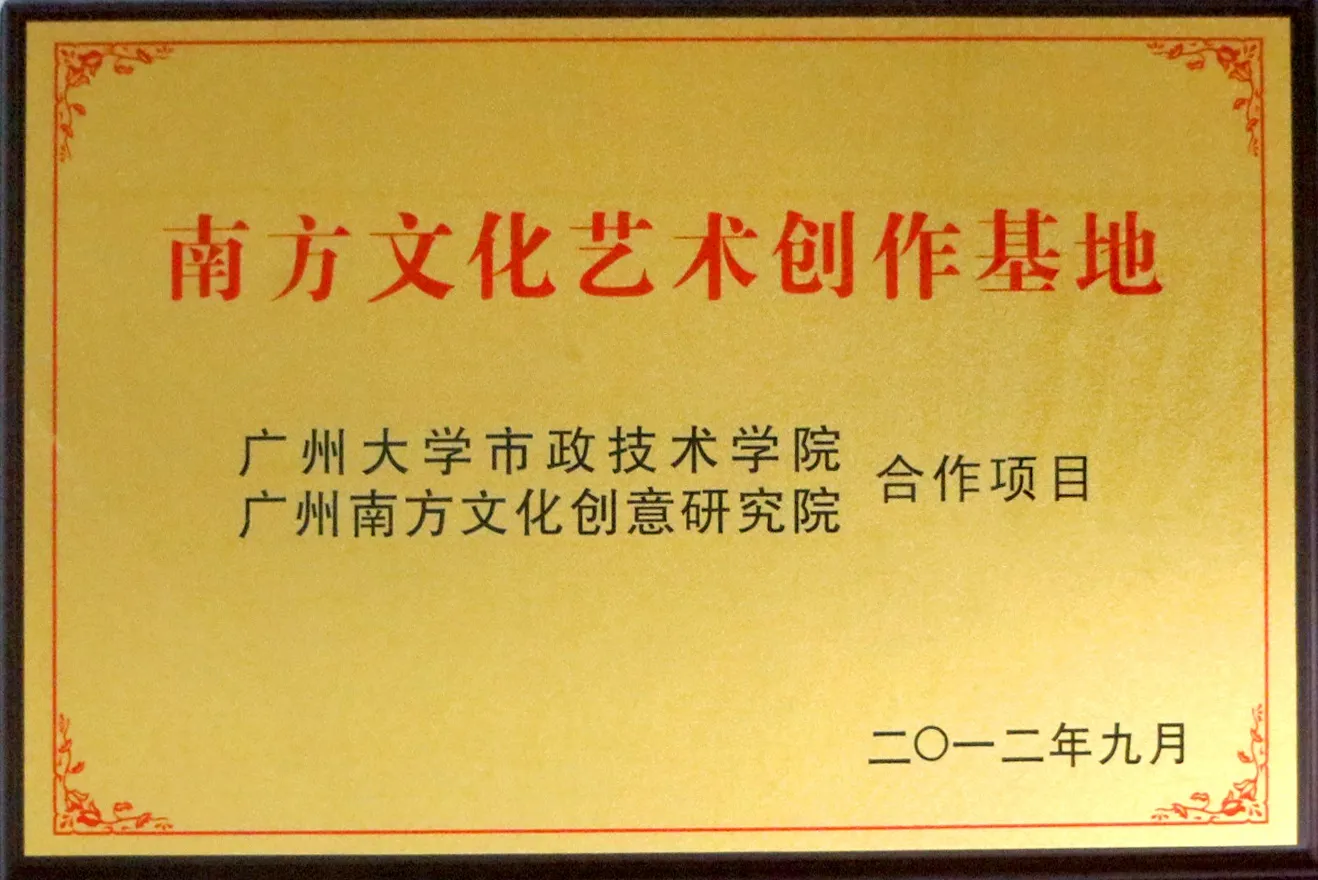 南方文化艺术创作基地
广州大学市政技术学院
广州南方文化创意研究院
合作项目
二〇一二年九月